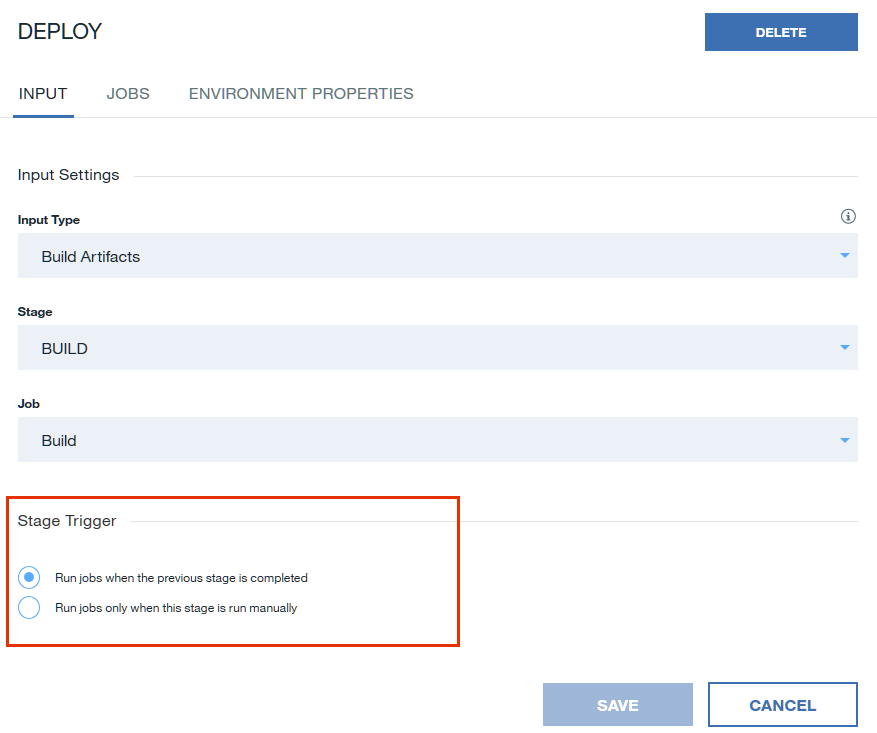 DEPLOY
DELETE
INPUT JOBS ENVIRONMENT PROPERTIES
Input Settings
Input Type
Build Artifacts
Stage
BUILD
Job
Build
Stage Trigger
Run jobs when the previous stage is completed
Run jobs only when this stage is run manually
SAVE CANCEL